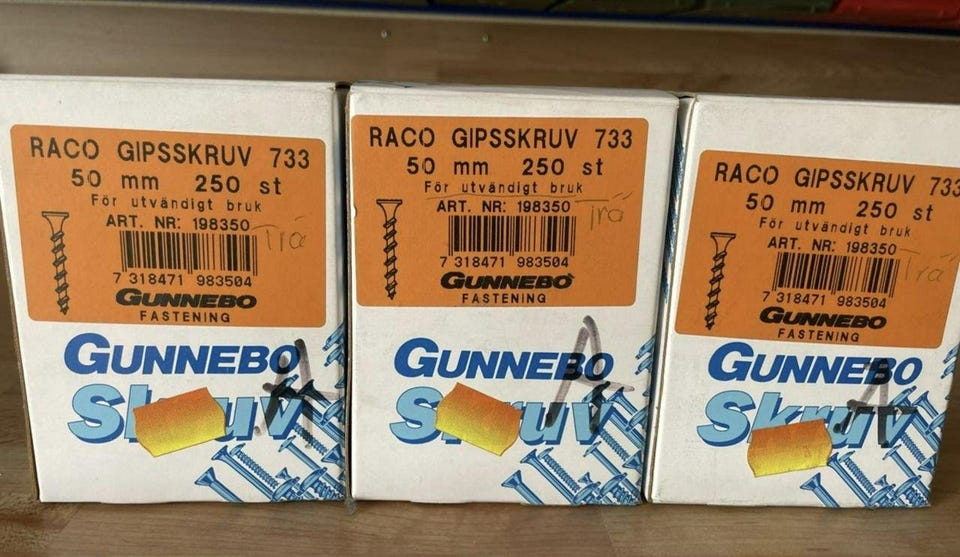 RACO GIPSSKRUV 733
50 mm 250 st
För utvändigt bruk
ART. NR: 198350
Trä
7 318471 983504
GUNNEBO
FASTENING
GUNNEBO
Skruv
RACO GIPSSKRUV 733
50 mm 250 st
För utvändigt bruk
ART. NR: 198350
Trä
7 318471 983504
GUNNEBO
FASTENING
GUNNEBO
Skruv
RACO GIPSSKRUV 733
50 mm 250 st
För utvändigt bruk
ART. NR: 198350
Trä
7 318471 983504
GUNNEBO
FASTENING
GUNNEBO
Skruv